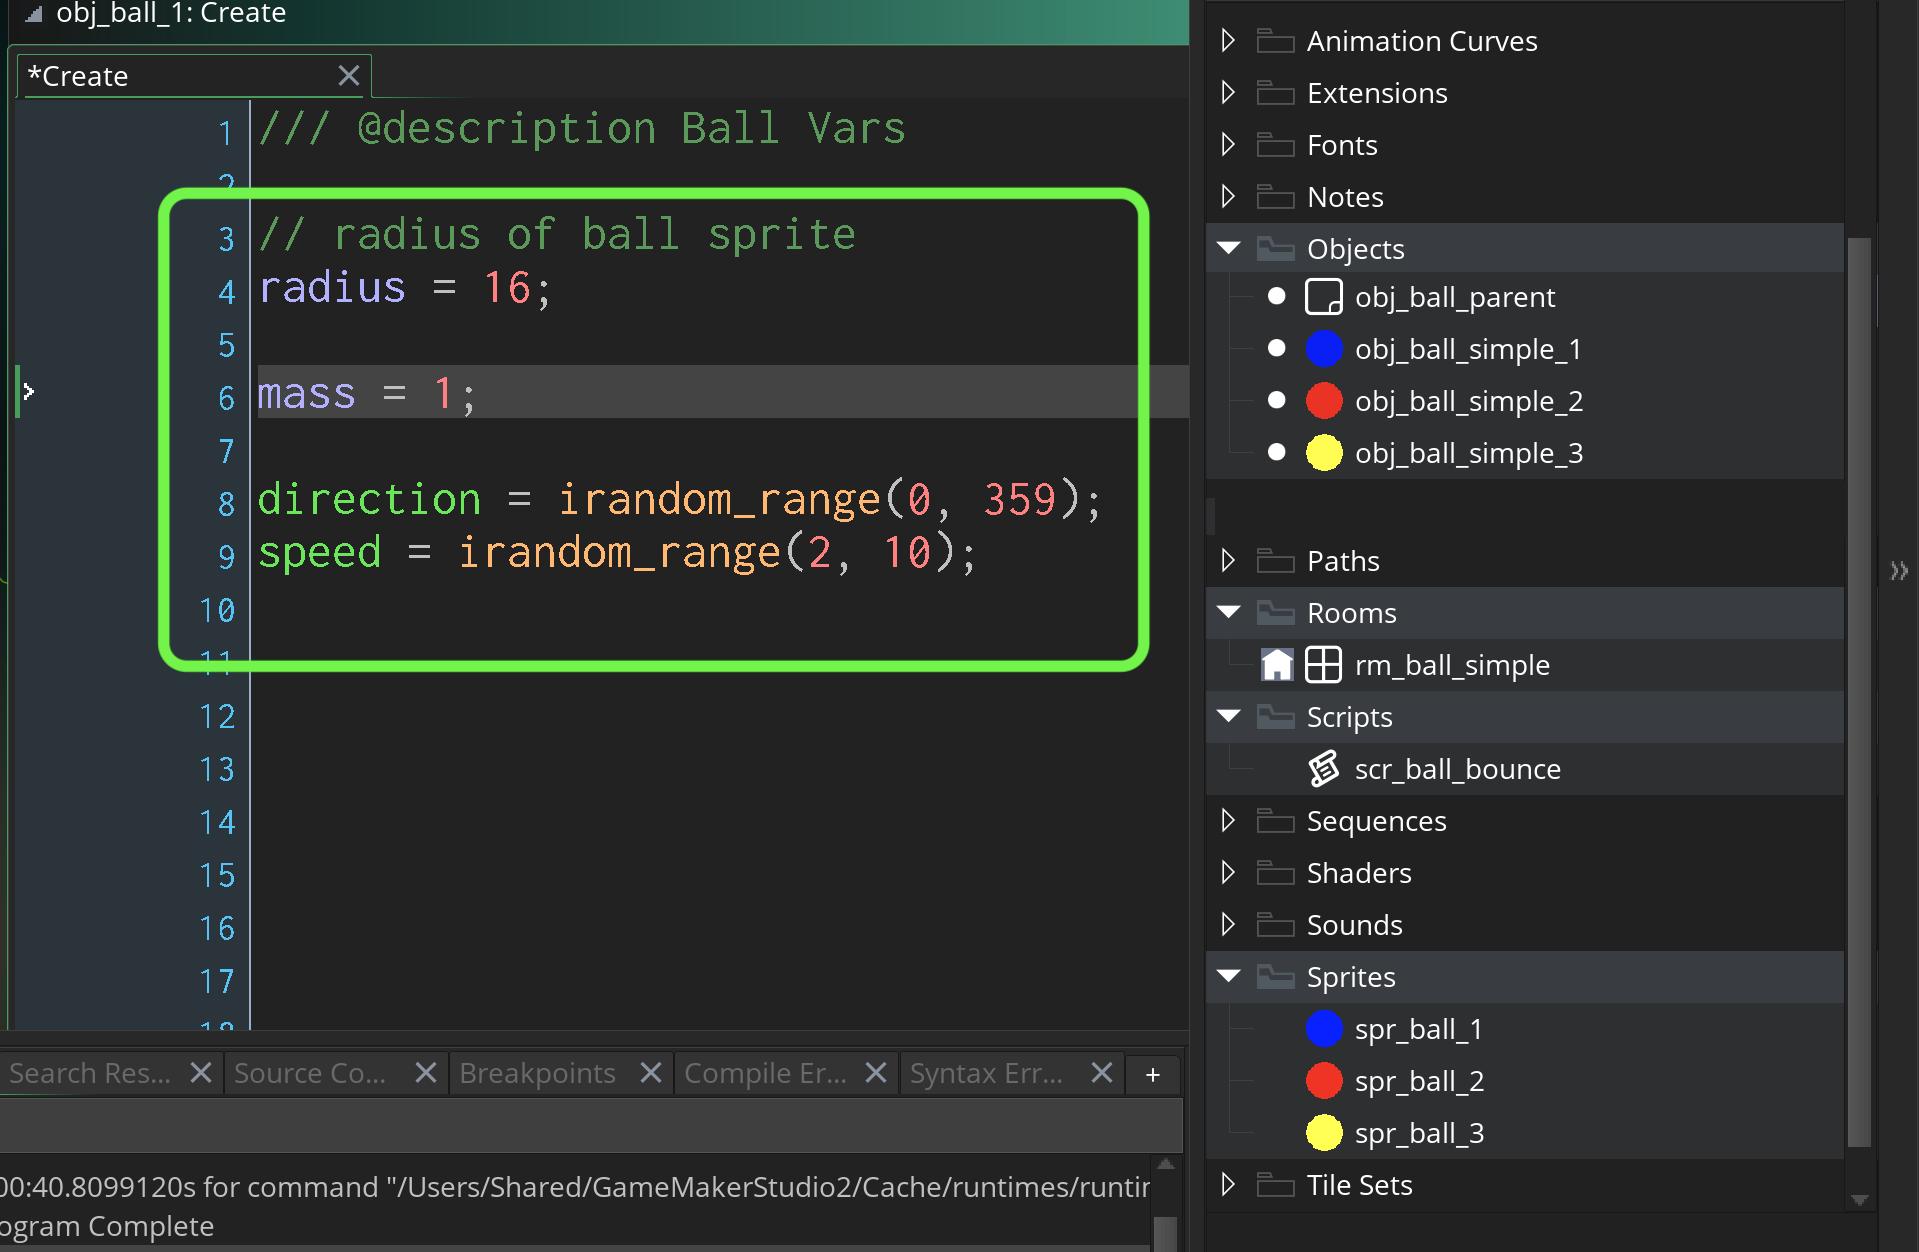 obj_ball_1: Create
*Create
1 /// @description Ball Vars
2
3 // radius of ball sprite
4 radius = 16;
5
6 mass = 1;
7
8 direction = irandom_range(0, 359);
9 speed = irandom_range(2, 10);
10
11
12
13
14
15
16
17
18
Search Res...
Source Co...
Breakpoints
Compile Er...
Syntax Err...
+
00:40.8099120s for command "/Users/Shared/GameMakerStudio2/Cache/runtimes/runtin
ogram Complete
Animation Curves
Extensions
Fonts
Notes
Objects
obj_ball_parent
obj_ball_simple_1
obj_ball_simple_2
obj_ball_simple_3
Paths
Rooms
rm_ball_simple
Scripts
scr_ball_bounce
Sequences
Shaders
Sounds
Sprites
spr_ball_1
spr_ball_2
spr_ball_3
Tile Sets